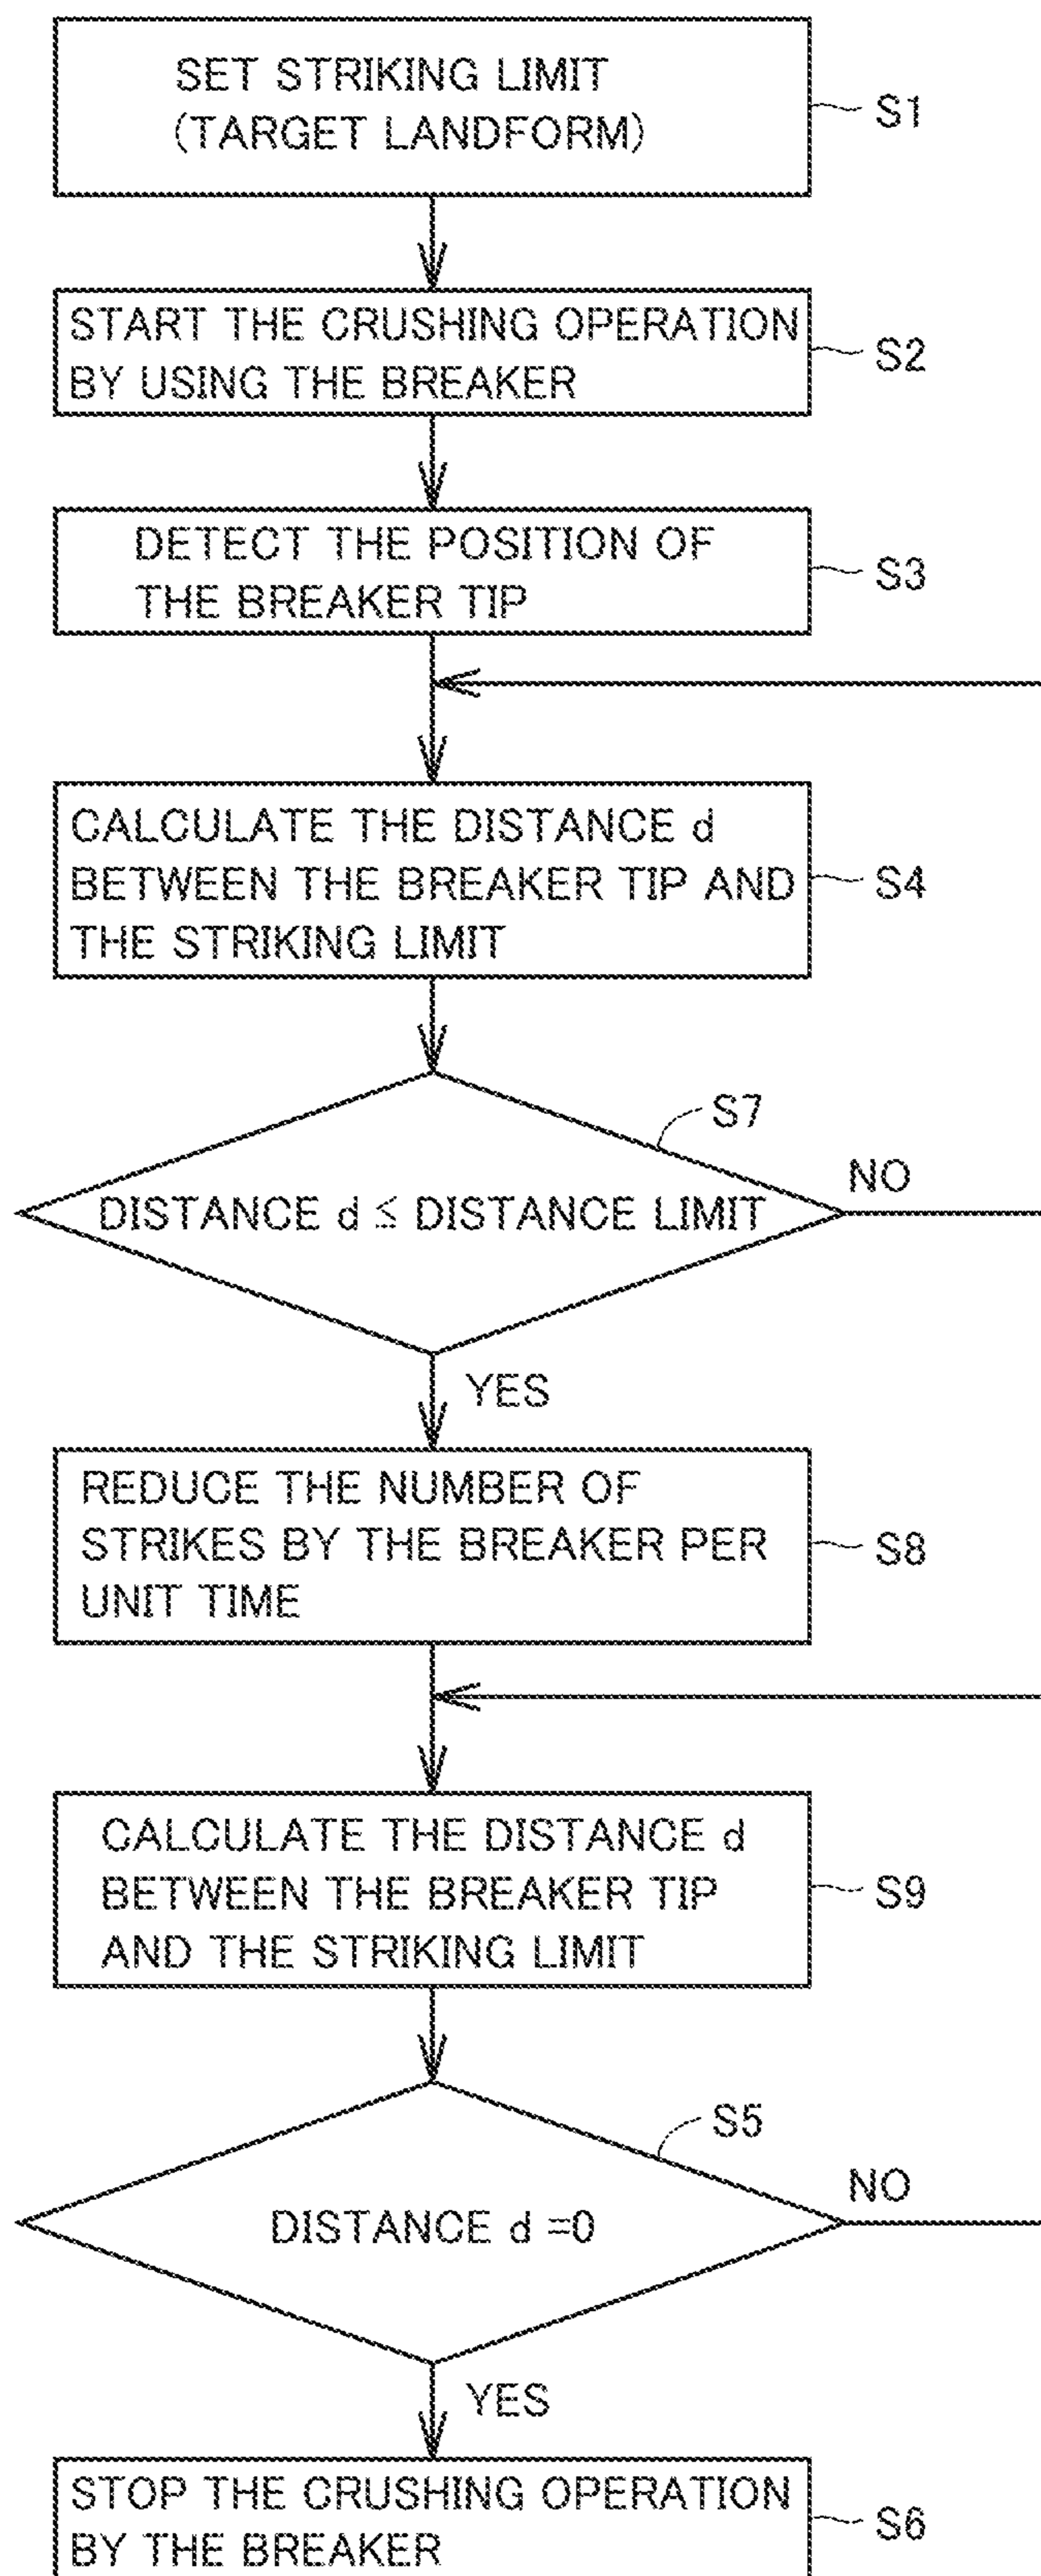 SET STRIKING LIMIT
(TARGET LANDFORM)
S1
START THE CRUSHING OPERATION
BY USING THE BREAKER
S2
DETECT THE POSITION OF
THE BREAKER TIP
S3
CALCULATE THE DISTANCE d
BETWEEN THE BREAKER TIP AND
THE STRIKING LIMIT
S4
S7
DISTANCE d ≦ DISTANCE LIMIT
NO
YES
REDUCE THE NUMBER OF
STRIKES BY THE BREAKER PER
UNIT TIME
S8
CALCULATE THE DISTANCE d
BETWEEN THE BREAKER TIP
AND THE STRIKING LIMIT
S9
S5
DISTANCE d =0
NO
YES
STOP THE CRUSHING OPERATION
BY THE BREAKER
S6